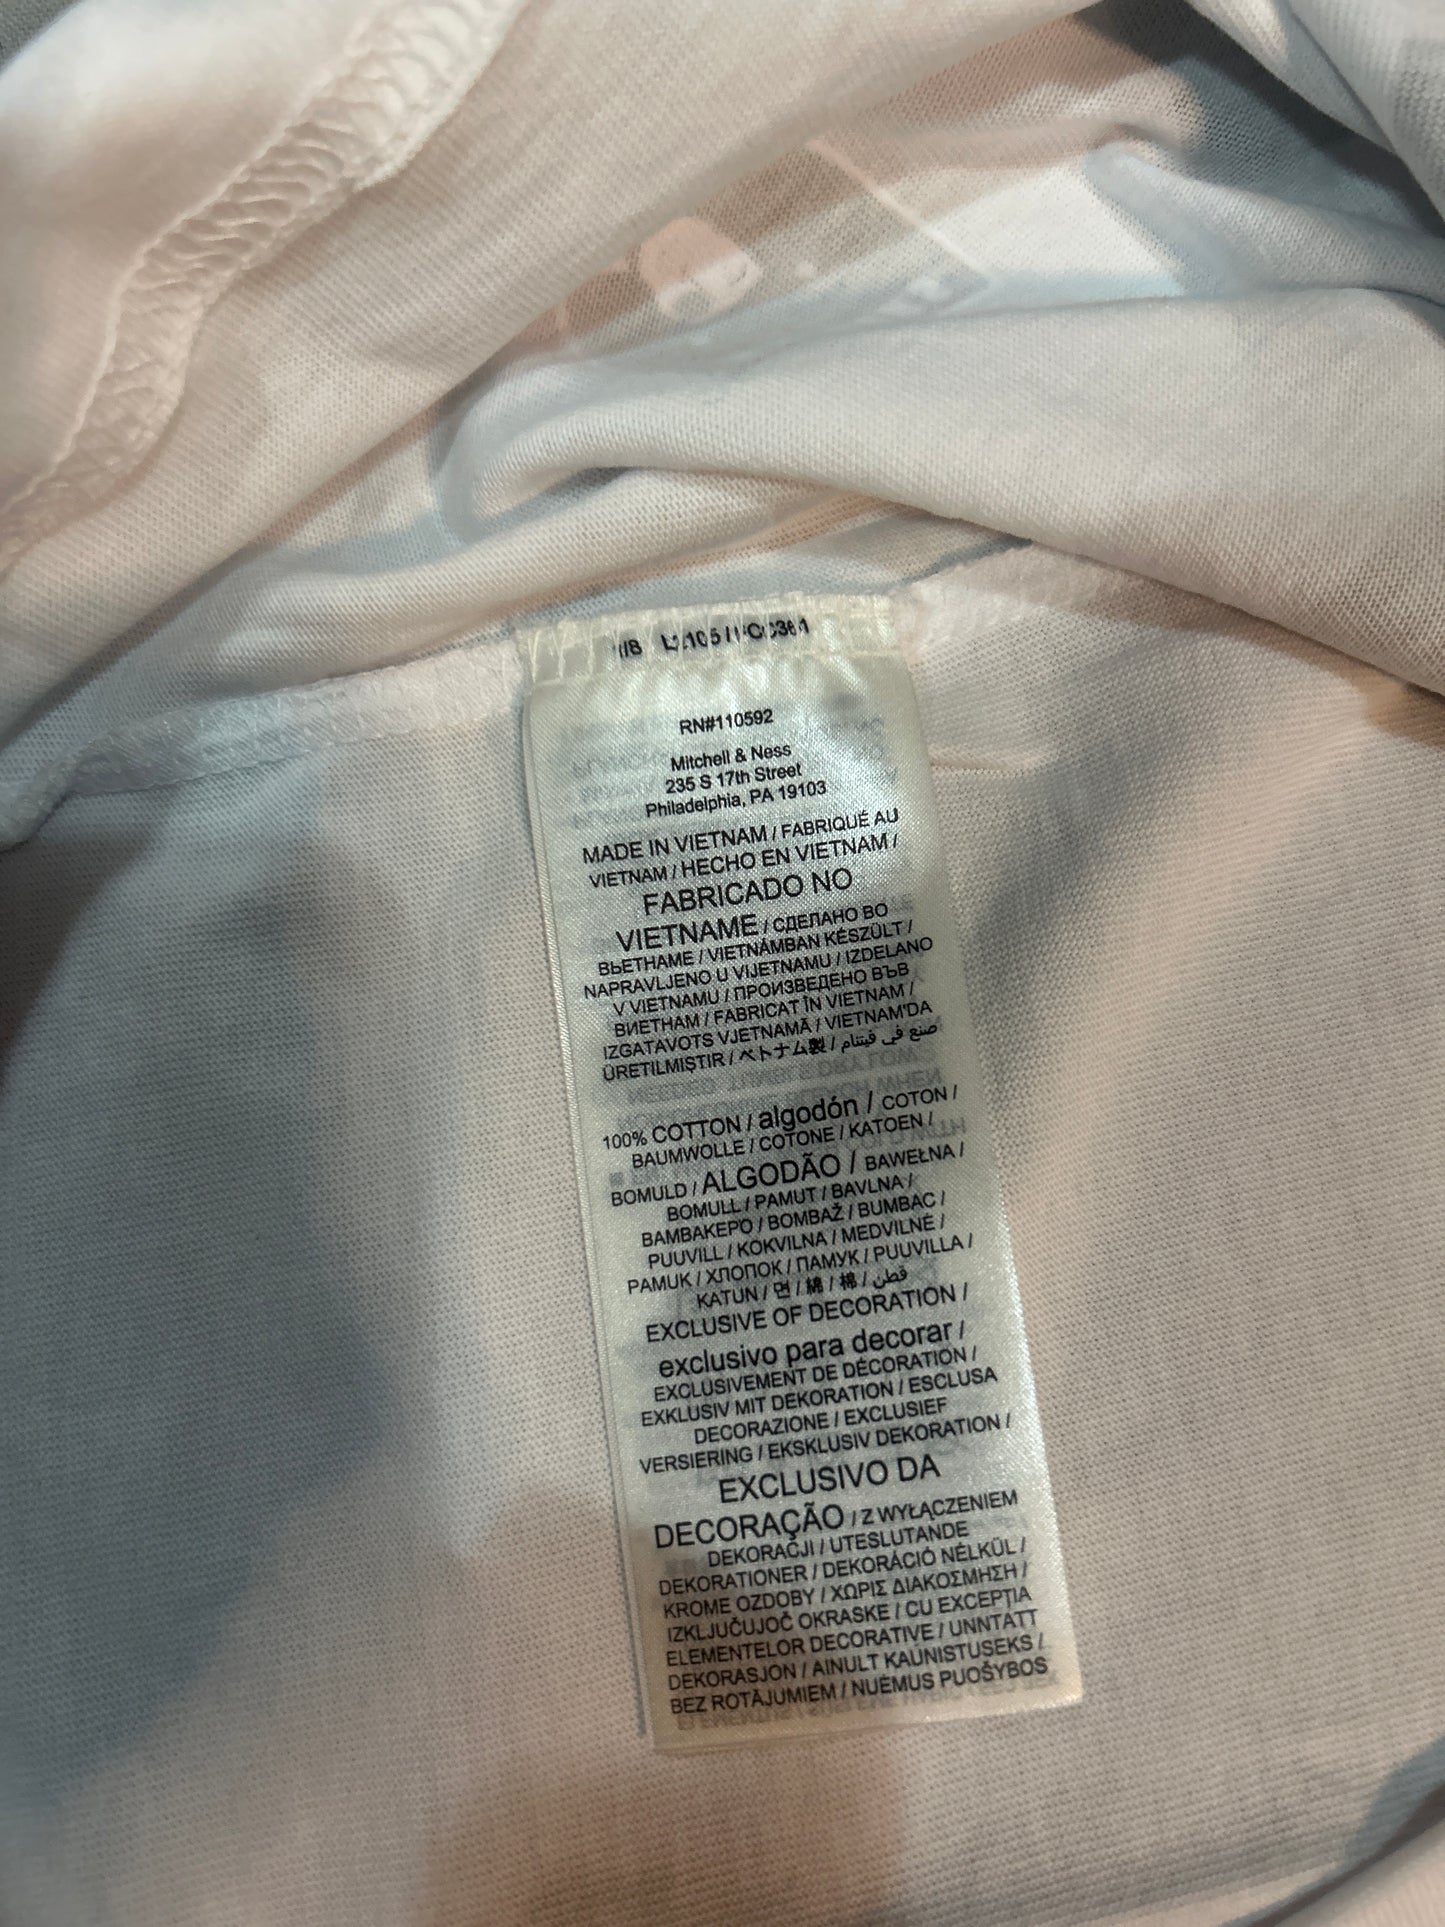 RN#110592
Mitchell & Ness
235 S 17th Street
Philadelphia, PA 19103
MADE IN VIETNAM / FABRIQUÉ AU
VIETNAM / HECHO EN VIETNAM /
FABRICADO NO
VIETNAME / СДЕЛАНО ВО
ВЬЕТНАМЕ / VIETNÁMBAN KÉSZÜLT /
NAPRAVLJENO U VIJETNAMU / IZDELANO
V VIETNAMU / ПРОИЗВЕДЕНО ВЪВ
ВИЕТНАМ / FABRICAT ÎN VIETNAM /
IZGATAVOTS VJETNAMĀ / VIETNAM'DA
ÜRETILMIŞTIR / ベトナム製 / صنع في فيتنام
100% COTTON / algodón / COTON /
BAUMWOLLE / COTONE / KATOEN /
BOMULD / ALGODÃO / BAWEŁNA /
BOMULL / PAMUT / BAVLNA /
ΒΑΜΒΑΚΕΡΌ / BOMBAŽ / BUMBAC /
PUUVILL / KOKVILNA / MEDVILNĖ /
PAMUK / ХЛОПОК / ПАМУК / PUUVILLA /
KATUN / 면 / 綿 / 棉 / قطن
EXCLUSIVE OF DECORATION /
exclusivo para decorar /
EXCLUSIVEMENT DE DÉCORATION /
EXKLUSIV MIT DEKORATION / ESCLUSA
DECORAZIONE / EXCLUSIEF
VERSIERING / EKSKLUSIV DEKORATION /
EXCLUSIVO DA
DECORAÇÃO / Z WYŁĄCZENIEM
DEKORACJI / UTESLUTANDE
DEKORATIONER / DEKORÁCIÓ NÉLKÜL /
KROME OZDOBY / ΧΩΡΙΣ ΔΙΑΚΟΣΜΗΣΗ /
IZKLJUČUJOČ OKRASKE / CU EXCEPȚIA
ELEMENTELOR DECORATIVE / UNNTATT
DEKORASJON / AINULT KAUNISTUSEKS /
BEZ ROTĀJUMIEM / NUĖMUS PUOŠYBOS